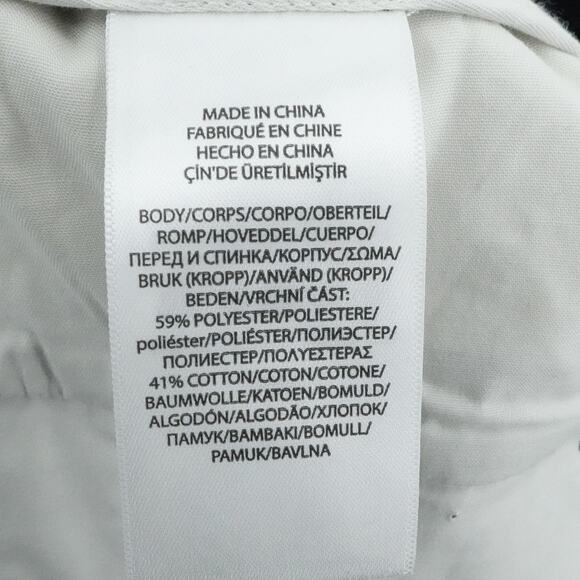 MADE IN CHINA
FABRIQUÉ EN CHINE
HECHO EN CHINA
ÇİN'DE ÜRETİLMİŞTİR
BODY/CORPS/CORPO/OBERTEIL/
ROMP/HOVEDDEL/CUERPO/
ПЕРЕД И СПИНКА/КОРПУС/ΣΩΜΑ/
BRUK (KROPP)/ANVÄND (KROPP)/
BEDEN/VRCHNÍ ČÁST:
59% POLYESTER/POLIESTERE/
poliéster/POLIÉSTER/ПОЛИЭСТЕР/
ПОЛИЕСТЕР/ΠΟΛΥΕΣΤΕΡΑΣ
41% COTTON/COTON/COTONE/
BAUMWOLLE/KATOEN/BOMULD/
ALGODÓN/ALGODÃO/ХЛОПОК/
ПАМУК/ΒΑΜΒΑΚΙ/BOMULL/
PAMUK/BAVLNA